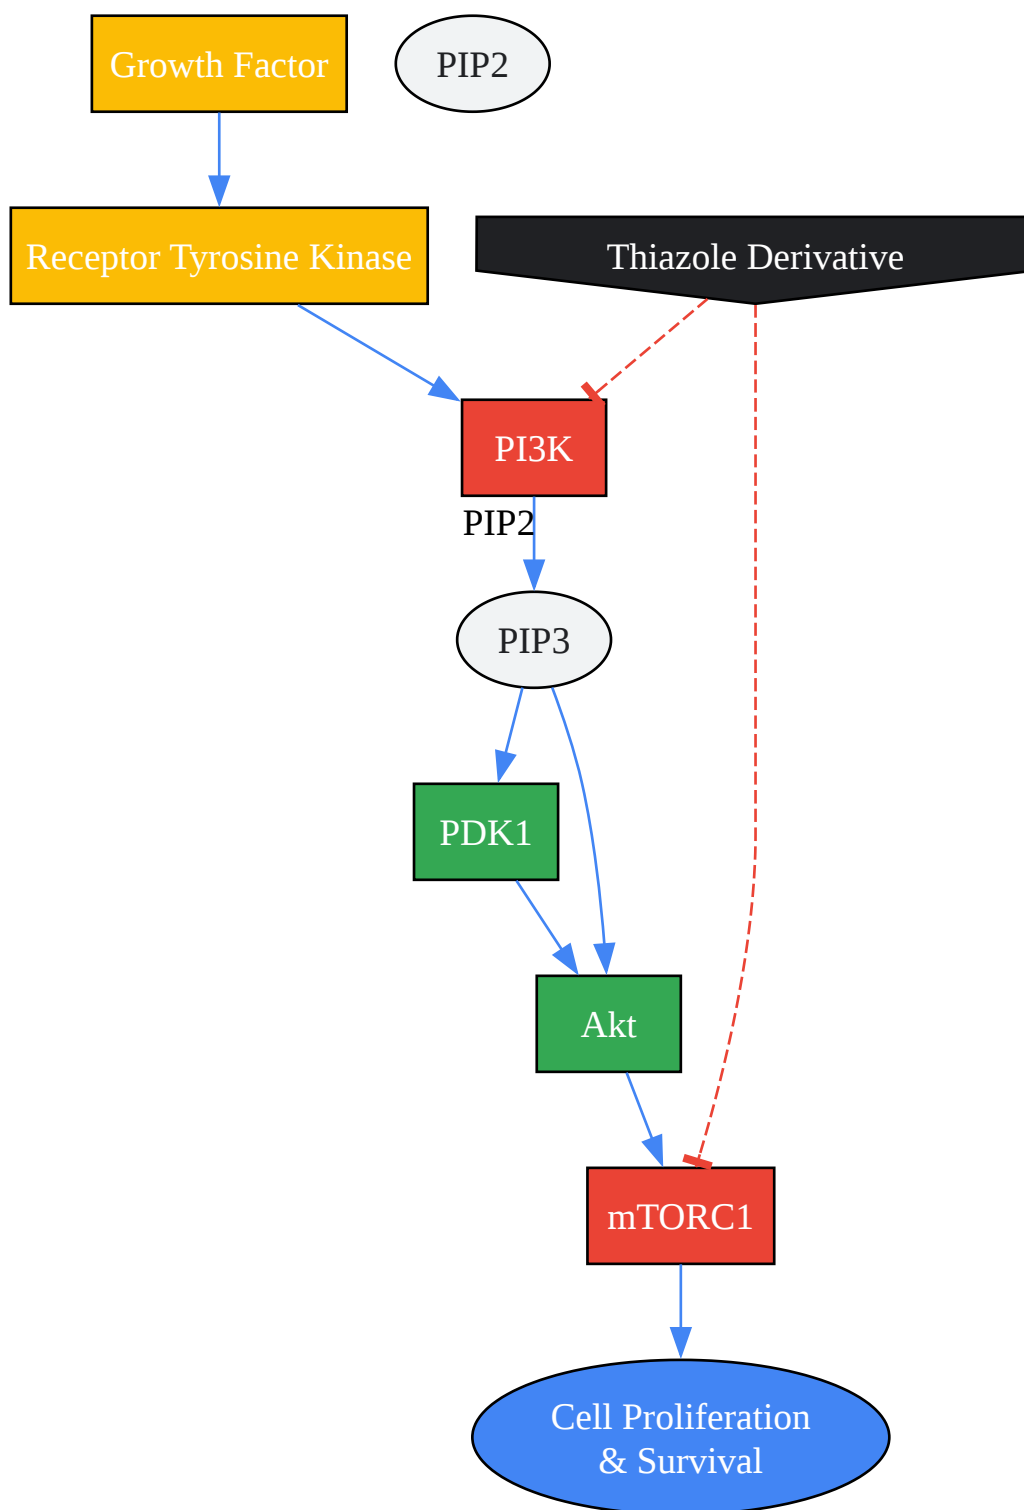 Growth Factor
PIP2
Receptor Tyrosine Kinase
Thiazole Derivative
PI3K
PIP2
PIP3
PDK1
Akt
mTORC1
Cell Proliferation
& Survival